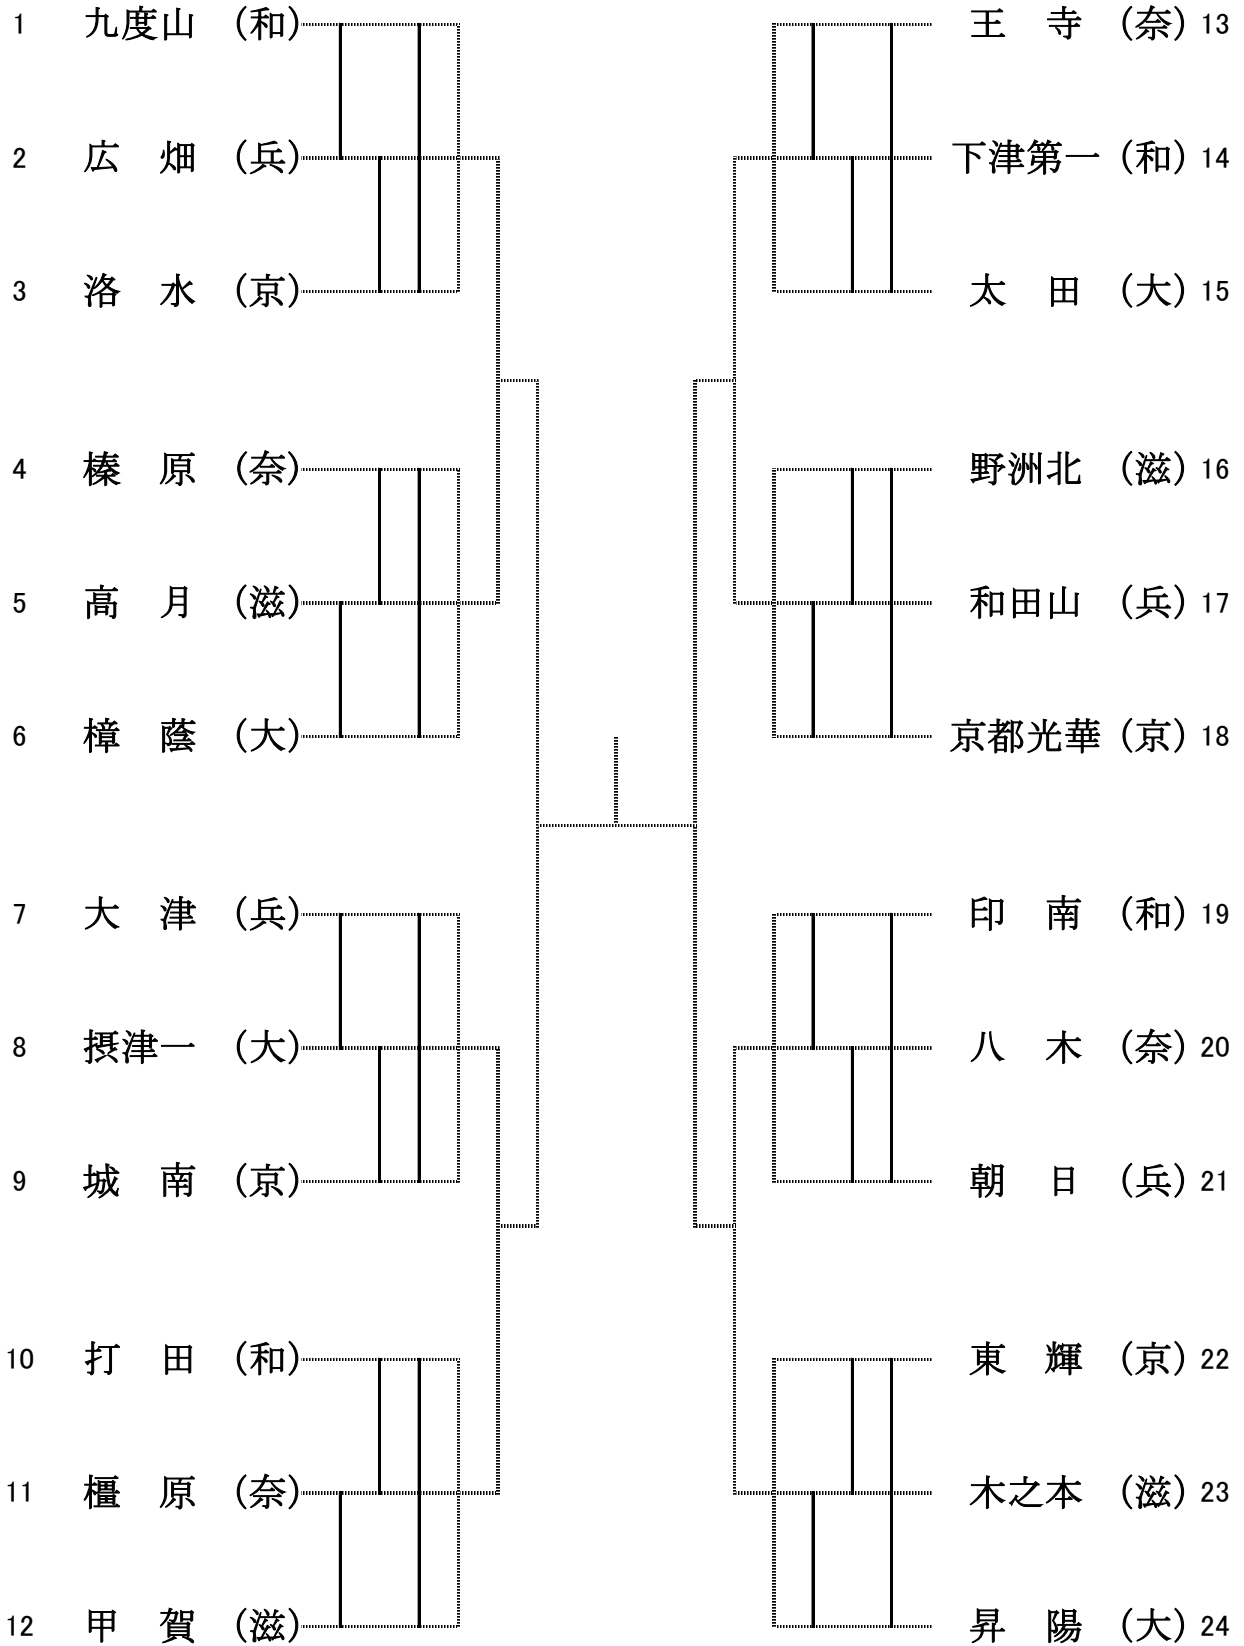 1 九度山 (和)
2 広 畑 (兵)
3 洛 水 (京)
4 榛 原 (奈)
5 高 月 (滋)
6 樟 蔭 (大)
7 大 津 (兵)
8 摂津一 (大)
9 城 南 (京)
10 打 田 (和)
11 橿 原 (奈)
12 甲 賀 (滋)
王 寺 (奈) 13
下津第一 (和) 14
太 田 (大) 15
野洲北 (滋) 16
和田山 (兵) 17
京都光華 (京) 18
印 南 (和) 19
八 木 (奈) 20
朝 日 (兵) 21
東 輝 (京) 22
木之本 (滋) 23
昇 陽 (大) 24